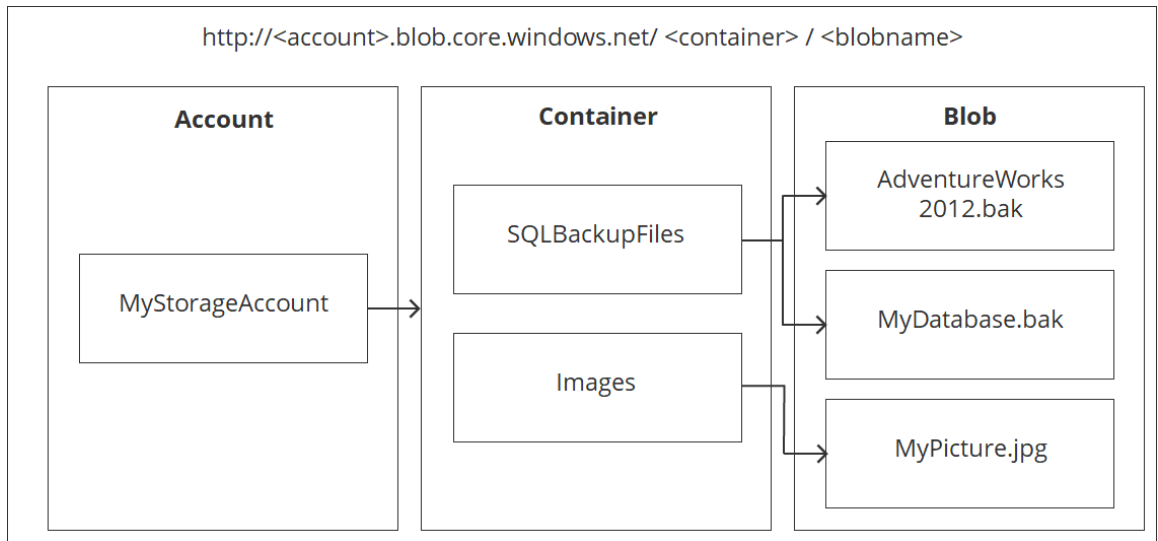 http://<account>.blob.core.windows.net/ <container> / <blobname>
Account
MyStorageAccount
Container
SQLBackupFiles
Images
Blob
AdventureWorks
2012.bak
MyDatabase.bak
MyPicture.jpg